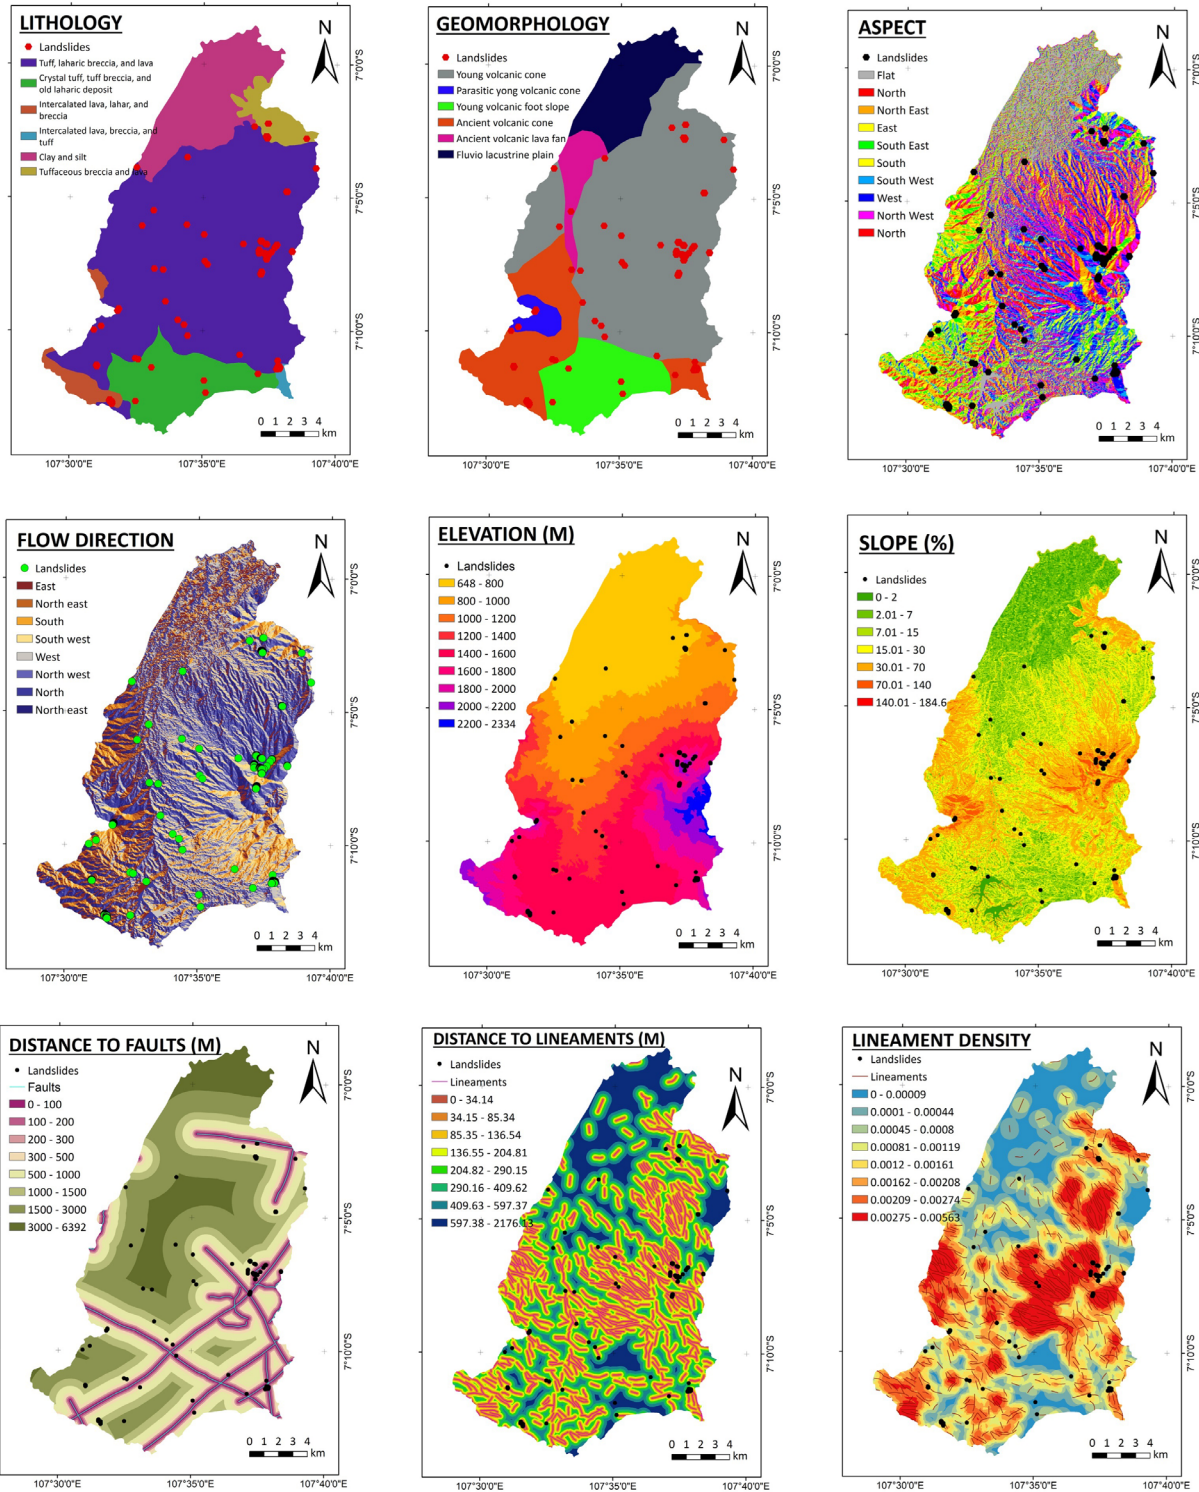 LITHOLOGY
Landslides
Tuff, laharic breccia, and lava
Crystal tuff, tuff breccia, and
old laharic deposit
Intercalated lava, lahar, and
breccia
Intercalated lava, breccia, and
tuff
Clay and silt
Tuffaceous breccia and lava
N
7°0'0"S
7°5'0"S
7°10'0"S
0 1 2 3 4
km
107°30'0"E 107°35'0"E 107°40'0"E
GEOMORPHOLOGY
Landslides
Young volcanic cone
Parasitic yong volcanic cone
Young volcanic foot slope
Ancient volcanic cone
Ancient volcanic lava fan
Fluvio lacustrine plain
N
7°0'0"S
7°5'0"S
7°10'0"S
0 1 2 3 4
km
107°30'0"E 107°35'0"E 107°40'0"E
ASPECT
Landslides
Flat
North
North East
East
South East
South
South West
West
North West
North
N
7°0'0"S
7°5'0"S
7°10'0"S
0 1 2 3 4
km
107°30'0"E 107°35'0"E 107°40'0"E
FLOW DIRECTION
Landslides
East
North east
South
South west
West
North west
North
North east
N
7°0'0"S
7°5'0"S
7°10'0"S
0 1 2 3 4
km
107°30'0"E 107°35'0"E 107°40'0"E
ELEVATION (M)
Landslides
648 - 800
800 - 1000
1000 - 1200
1200 - 1400
1400 - 1600
1600 - 1800
1800 - 2000
2000 - 2200
2200 - 2334
N
7°0'0"S
7°5'0"S
7°10'0"S
0 1 2 3 4
km
107°30'0"E 107°35'0"E 107°40'0"E
SLOPE (%)
Landslides
0 - 2
2.01 - 7
7.01 - 15
15.01 - 30
30.01 - 70
70.01 - 140
140.01 - 184.6
N
7°0'0"S
7°5'0"S
7°10'0"S
0 1 2 3 4
km
107°30'0"E 107°35'0"E 107°40'0"E
DISTANCE TO FAULTS (M)
Landslides
Faults
0 - 100
100 - 200
200 - 300
300 - 500
500 - 1000
1000 - 1500
1500 - 3000
3000 - 6392
N
7°0'0"S
7°5'0"S
7°10'0"S
0 1 2 3 4
km
107°30'0"E 107°35'0"E 107°40'0"E
DISTANCE TO LINEAMENTS (M)
Landslides
Lineaments
0 - 34.14
34.15 - 85.34
85.35 - 136.54
136.55 - 204.81
204.82 - 290.15
290.16 - 409.62
409.63 - 597.37
597.38 - 2176.13
N
7°0'0"S
7°5'0"S
7°10'0"S
0 1 2 3 4
km
107°30'0"E 107°35'0"E 107°40'0"E
LINEAMENT DENSITY
Landslides
Lineaments
0 - 0.00009
0.0001 - 0.00044
0.00045 - 0.0008
0.00081 - 0.00119
0.0012 - 0.00161
0.00162 - 0.00208
0.00209 - 0.00274
0.00275 - 0.00563
N
7°0'0"S
7°5'0"S
7°10'0"S
0 1 2 3 4
km
107°30'0"E 107°35'0"E 107°40'0"E